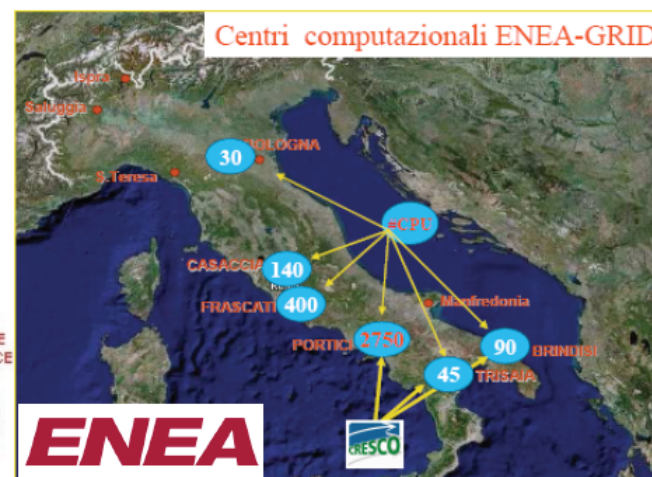 Centri computazionali ENEA-GRID
Ispra
Saluggia
30
BOLOGNA
S.Teresa
#CPU
CASACCIA
140
FRASCATI
400
Manfredonia
PORTICI
2750
90
BRINDISI
45
TRISAIA
ENEA
CRESCO